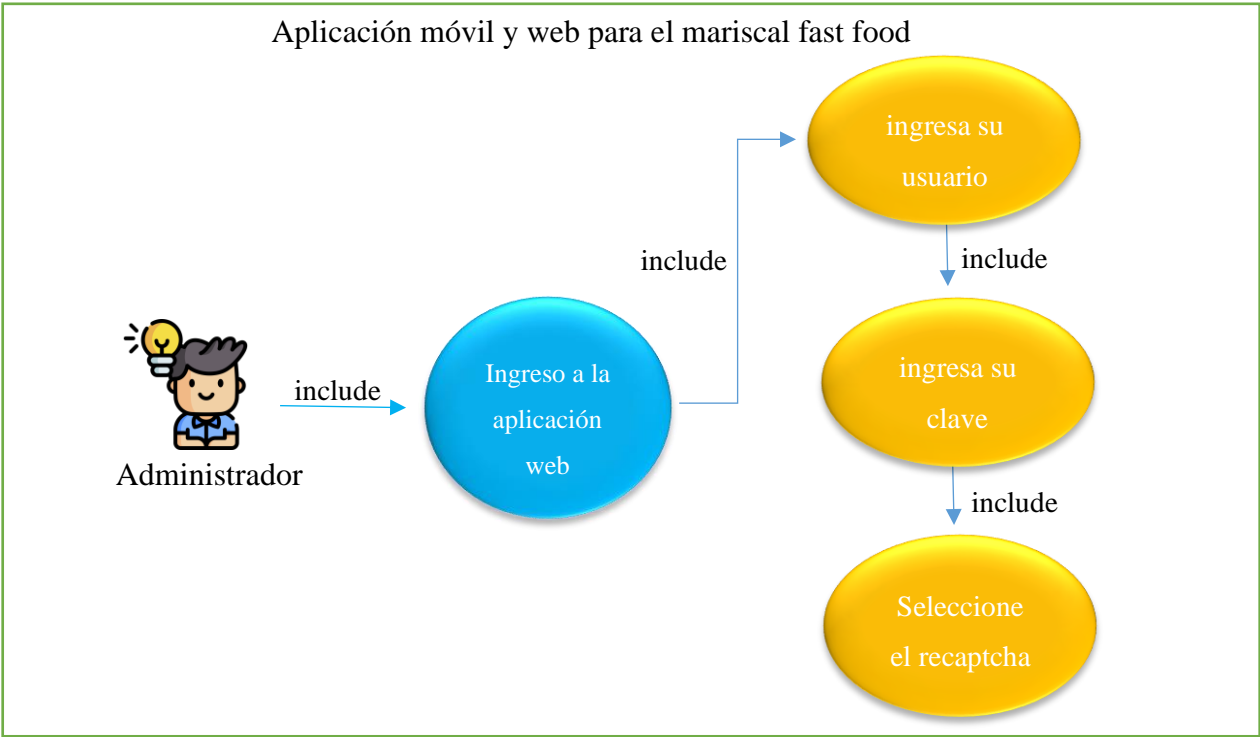 Aplicación móvil y web para el mariscal fast food
ingresa su
usuario
include
include
Ingreso a la
aplicación
web
include
Administrador
ingresa su
clave
include
Seleccione
el recaptcha